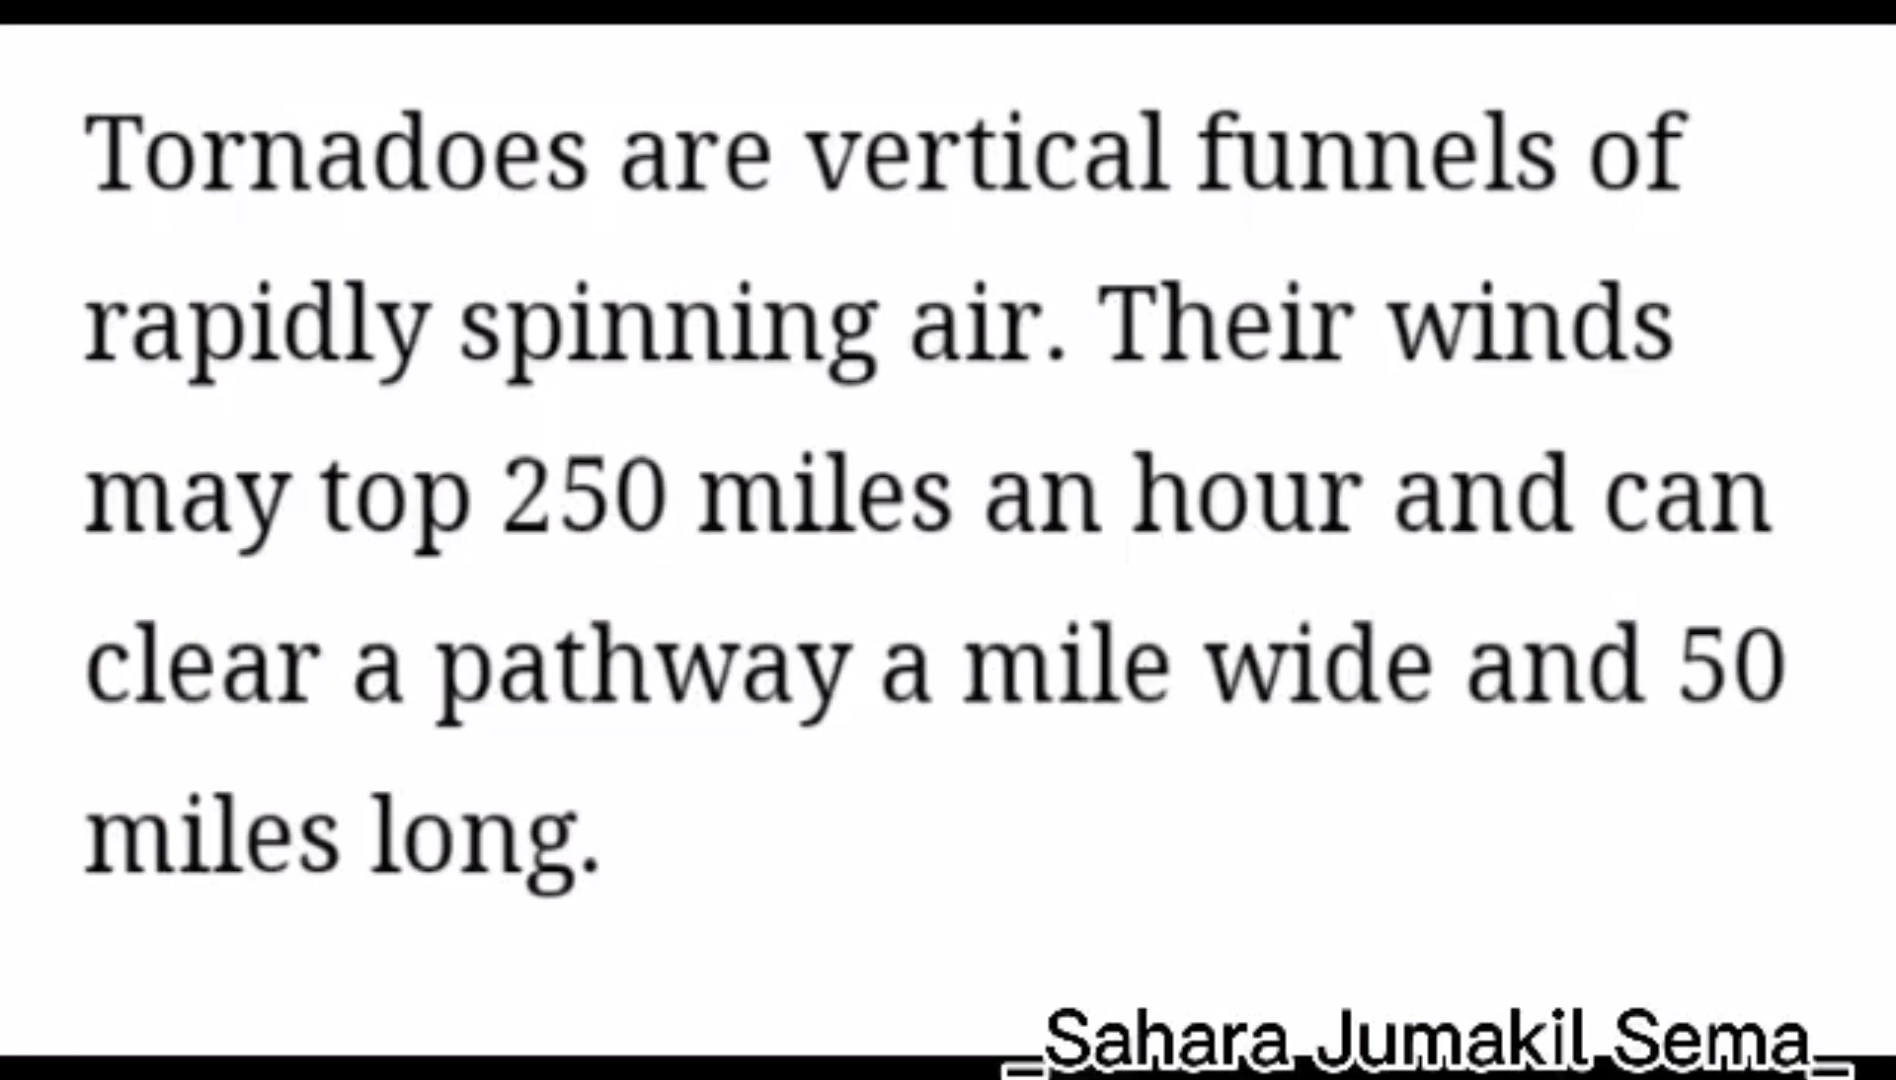 Tornadoes are vertical funnels of
rapidly spinning air. Their winds
may top 250 miles an hour and can
clear a pathway a mile wide and 50
miles long.
_Sahara Jumakil Sema_